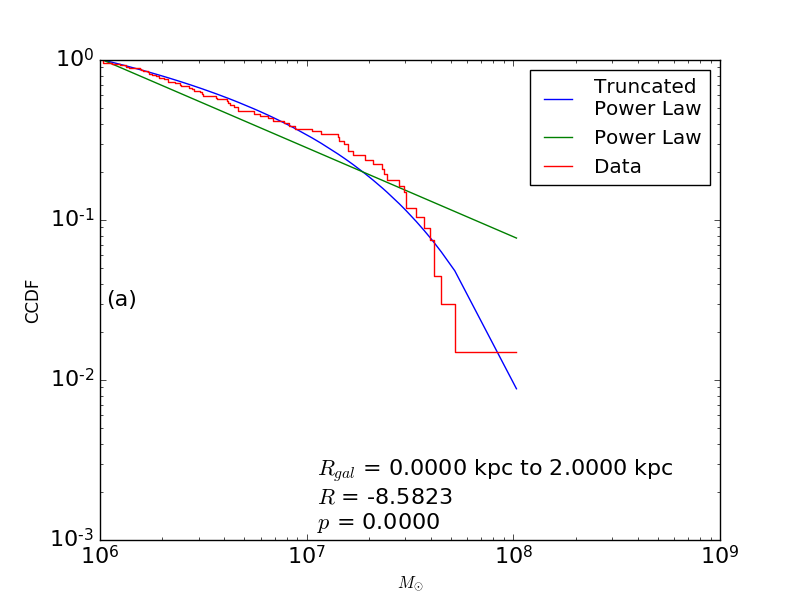 10^0
10^-1
10^-2
10^-3
CCDF
(a)
Truncated
Power Law
Power Law
Data
R_gal = 0.0000 kpc to 2.0000 kpc
R = -8.5823
p = 0.0000
10^6 10^7 10^8 10^9
M_⊙